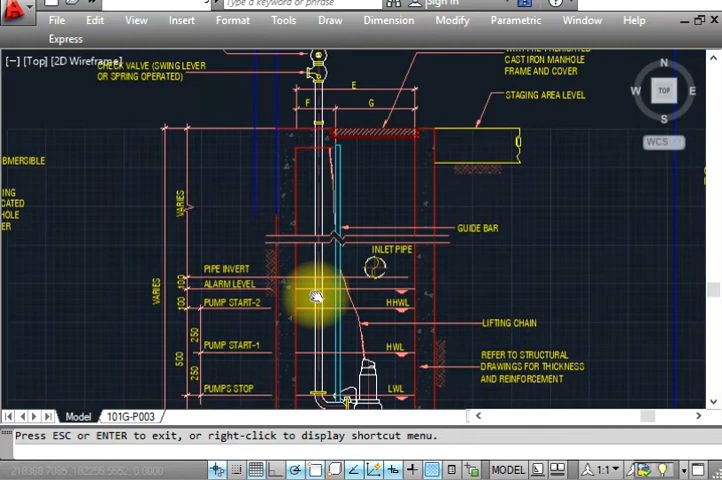 Type a keyword or phrase
Sign In
File
Edit
View
Insert
Format
Tools
Draw
Dimension
Modify
Parametric
Window
Help
Express
[−] [Top] [2D Wireframe]
CHECK VALVE (SWING LEVER
OR SPRING OPERATED)
CAST IRON MANHOLE
FRAME AND COVER
STAGING AREA LEVEL
E
F
G
N
W
TOP
E
S
WCS
BMERSIBLE
ING
CATED
HOLE
ER
VARIES
GUIDE BAR
INLET PIPE
PIPE INVERT
ALARM LEVEL
PUMP START-2
PUMP START-1
PUMPS STOP
VARIES
100
100
250
500
250
HHWL
HWL
LWL
LIFTING CHAIN
REFER TO STRUCTURAL
DRAWINGS FOR THICKNESS
AND REINFORCEMENT
Model
101G-P003
Press ESC or ENTER to exit, or right-click to display shortcut menu.
MODEL
1:1